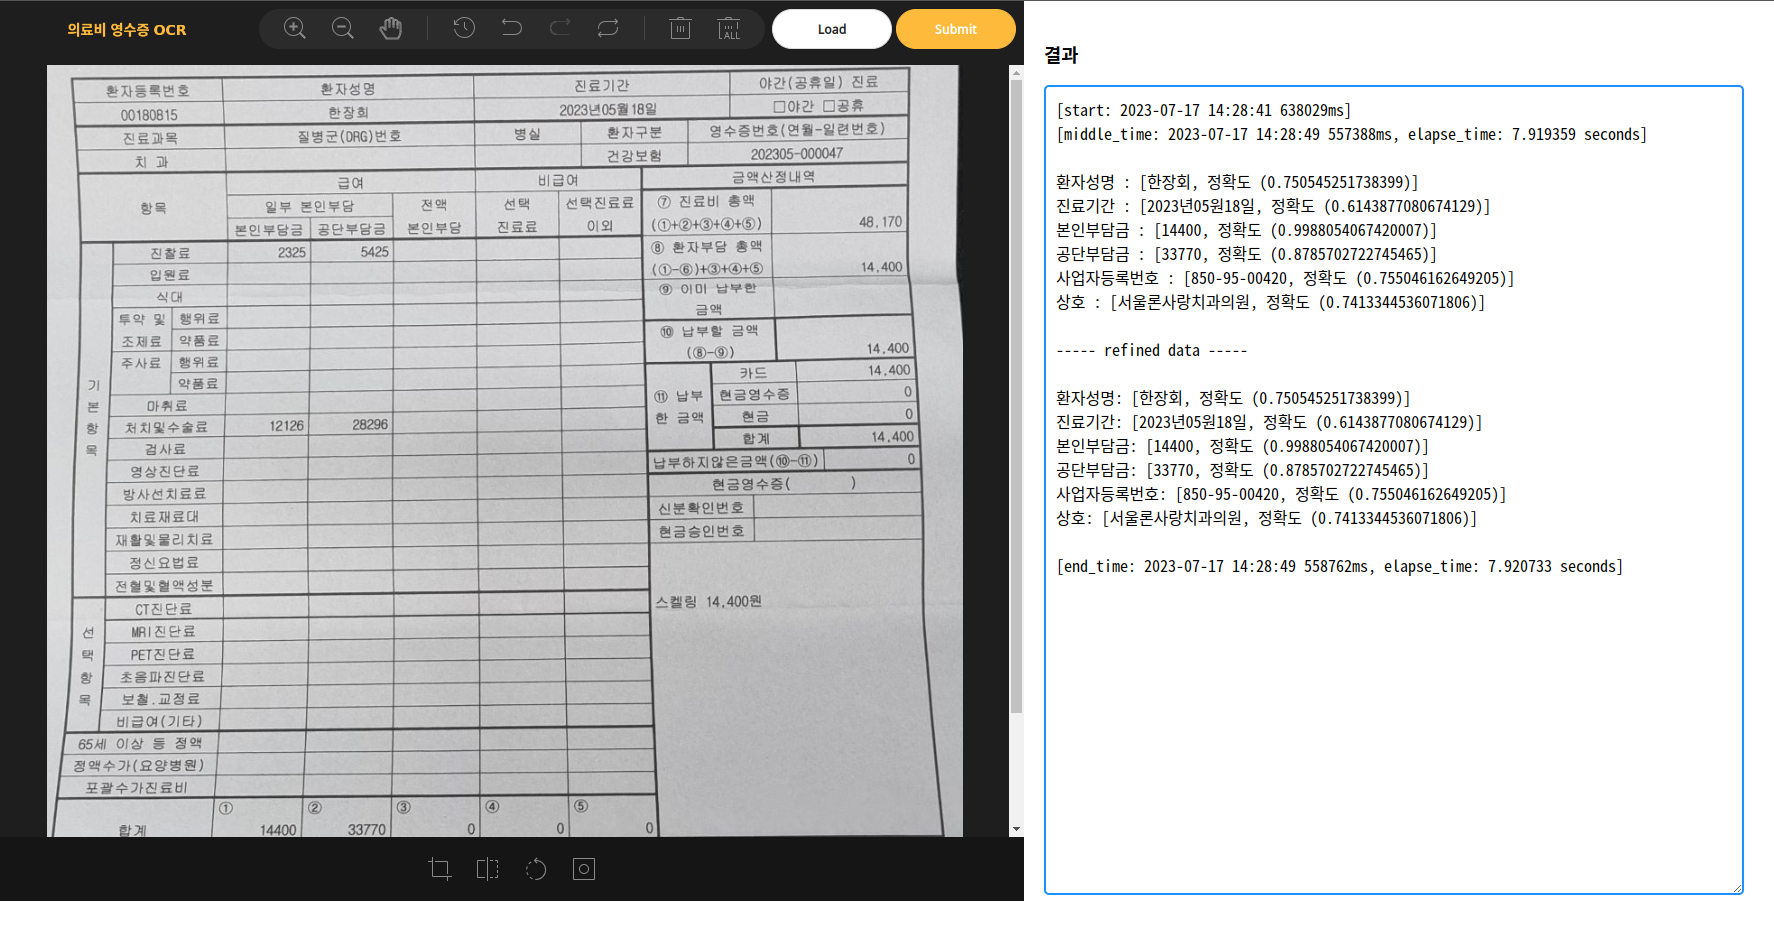 의료비 영수증 OCR
ALL
Load
Submit
환자등록번호 환자성명 진료기간 야간(공휴일) 진료
00180815 한장회 2023년05월18일 □야간 □공휴
진료과목 질병군(DRG)번호 병실 환자구분 영수증번호(연월-일련번호)
치 과 건강보험 202305-000047
항목 급여 비급여 금액산정내역
일부 본인부담 전액 본인부담 선택 진료료 선택진료료 이외
본인부담금 공단부담금
⑦ 진료비 총액
(①+②+③+④+⑤) 48,170
⑧ 환자부담 총액
(①-⑥)+③+④+⑤ 14,400
⑨ 이미 납부한
금액
⑩ 납부할 금액
(⑧-⑨) 14,400
⑪ 납부한 금액
카드 14,400
현금영수증 0
현금 0
합계 14,400
납부하지않은금액(⑩-⑪) 0
현금영수증( )
신분확인번호
현금승인번호
스켈링 14,400원
기본항목
진찰료 2325 5425
입원료
식대
투약 및 조제료 행위료
약품료
주사료 행위료
약품료
마취료
처치및수술료 12126 28296
검사료
영상진단료
방사선치료료
치료재료대
재활및물리치료
정신요법료
전혈및혈액성분
선택항목
CT진단료
MRI진단료
PET진단료
초음파진단료
보철.교정료
비급여(기타)
65세 이상 등 정액
정액수가(요양병원)
포괄수가진료비
합계 ① 14400 ② 33770 ③ 0 ④ 0 ⑤ 0
결과
[start: 2023-07-17 14:28:41 638029ms]
[middle_time: 2023-07-17 14:28:49 557388ms, elapse_time: 7.919359 seconds]
환자성명 : [한장회, 정확도 (0.750545251738399)]
진료기간 : [2023년05원18일, 정확도 (0.6143877080674129)]
본인부담금 : [14400, 정확도 (0.9988054067420007)]
공단부담금 : [33770, 정확도 (0.8785702722745465)]
사업자등록번호 : [850-95-00420, 정확도 (0.755046162649205)]
상호 : [서울론사랑치과의원, 정확도 (0.7413344536071806)]
----- refined data -----
환자성명: [한장회, 정확도 (0.750545251738399)]
진료기간: [2023년05원18일, 정확도 (0.6143877080674129)]
본인부담금: [14400, 정확도 (0.9988054067420007)]
공단부담금: [33770, 정확도 (0.8785702722745465)]
사업자등록번호: [850-95-00420, 정확도 (0.755046162649205)]
상호: [서울론사랑치과의원, 정확도 (0.7413344536071806)]
[end_time: 2023-07-17 14:28:49 558762ms, elapse_time: 7.920733 seconds]